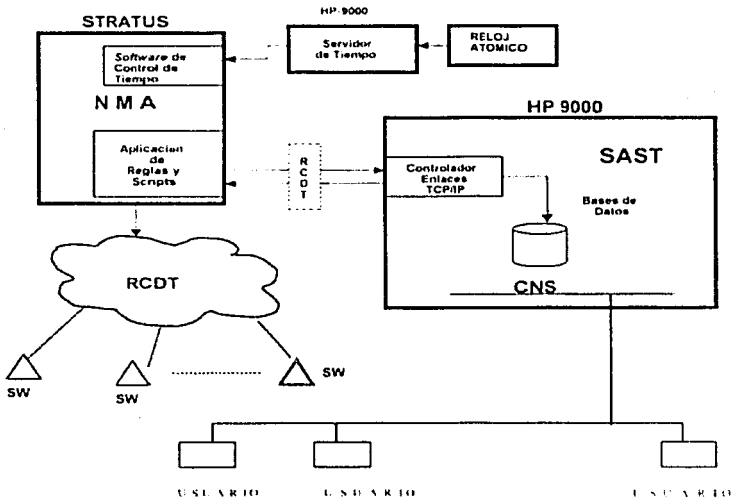 STRATUS
HP-9000
Software de
Control de
Tiempo
Servidor
de Tiempo
RELOJ
ATOMICO
NMA
HP 9000
Aplicacion
de
Reglas y
Scripts
R
C
D
T
Controlador
Enlaces
TCP/IP
SAST
Bases de
Datos
CNS
RCDT
SW
SW
SW
USUARIO
USUARIO
USUARIO